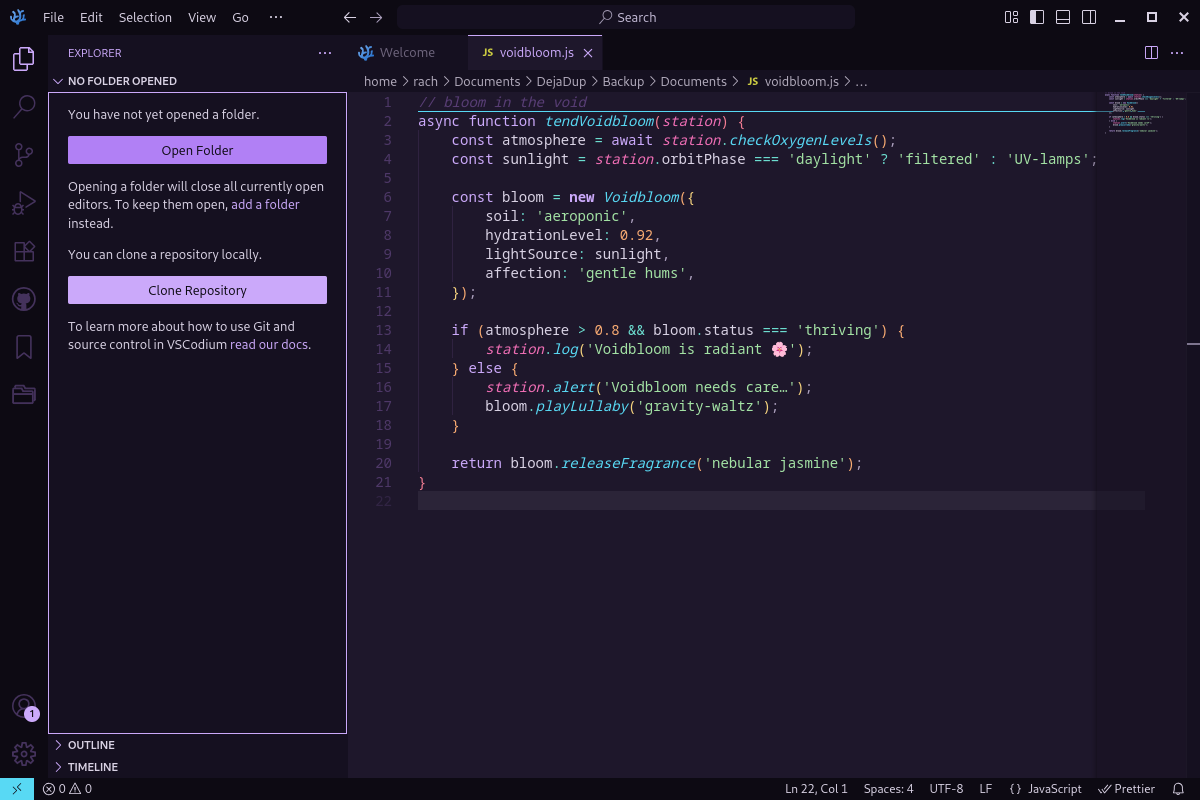 File Edit Selection View Go ··· Search
EXPLORER ···
NO FOLDER OPENED
You have not yet opened a folder.
Open Folder
Opening a folder will close all currently open
editors. To keep them open, add a folder
instead.
You can clone a repository locally.
Clone Repository
To learn more about how to use Git and
source control in VSCodium read our docs.
OUTLINE
TIMELINE
1
Welcome JS voidbloom.js
home > rach > Documents > DejaDup > Backup > Documents > JS voidbloom.js > ...
1 // bloom in the void
2 async function tendVoidbloom(station) {
3     const atmosphere = await station.checkOxygenLevels();
4     const sunlight = station.orbitPhase === 'daylight' ? 'filtered' : 'UV-lamps';
5
6     const bloom = new Voidbloom({
7         soil: 'aeroponic',
8         hydrationLevel: 0.92,
9         lightSource: sunlight,
10         affection: 'gentle hums',
11     });
12
13     if (atmosphere > 0.8 && bloom.status === 'thriving') {
14         station.log('Voidbloom is radiant 🌸');
15     } else {
16         station.alert('Voidbloom needs care…');
17         bloom.playLullaby('gravity-waltz');
18     }
19
20     return bloom.releaseFragrance('nebular jasmine');
21 }
22
0 0 Ln 22, Col 1 Spaces: 4 UTF-8 LF {} JavaScript Prettier